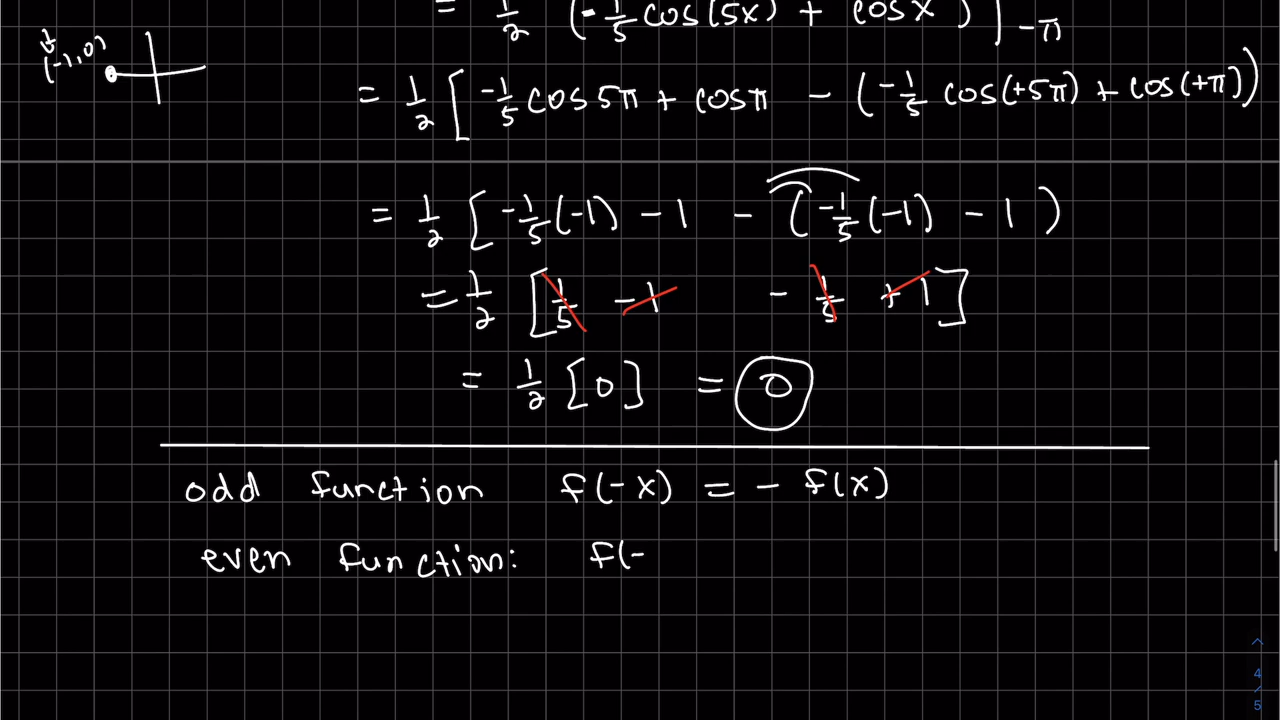 = 1/2 (-1/5 cos(5x) + cos x)]_-π
(-1,0)
= 1/2 [ -1/5 cos 5π + cos π - ( -1/5 cos(+5π) + cos(+π))
= 1/2 [ -1/5 (-1) - 1 - ( -1/5 (-1) - 1 )
= 1/2 [ 1/5 - 1 - 1/5 + 1 ]
= 1/2 [ 0 ] = 0
odd function f(-x) = - f(x)
even function: f(-
4
/
5